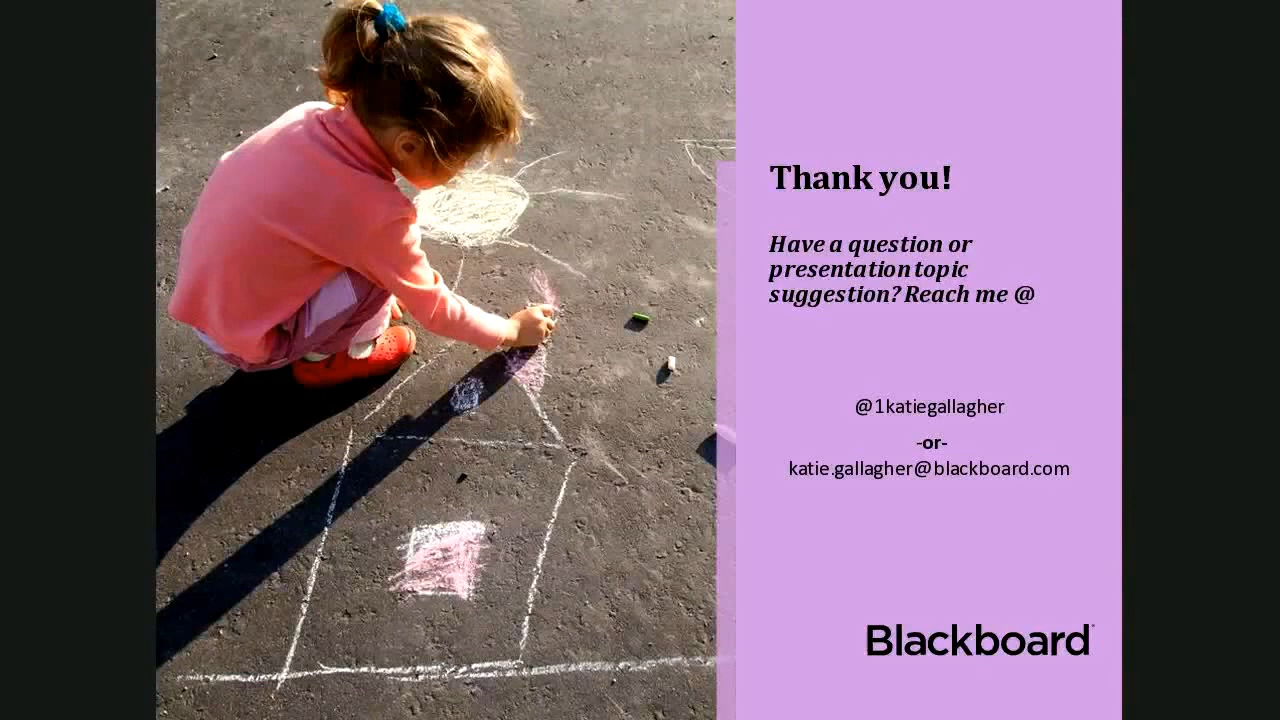 Thank you!
Have a question or
presentation topic
suggestion? Reach me @
@1katiegallagher
-or-
katie.gallagher@blackboard.com
Blackboard